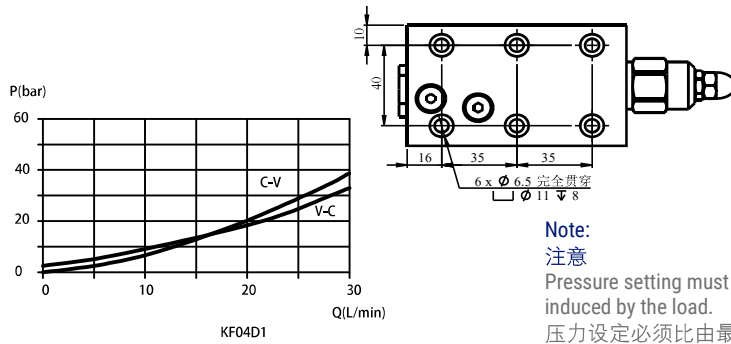 P(bar)
60
40
20
0
C-V
V-C
0
10
20
30
Q(L/min)
KF04D1
10
40
16
35
35
6 x Ø 6.5 完全贯穿
⌴ Ø 11 ↧ 8
Note:
注意
Pressure setting must
induced by the load.
压力设定必须比由最